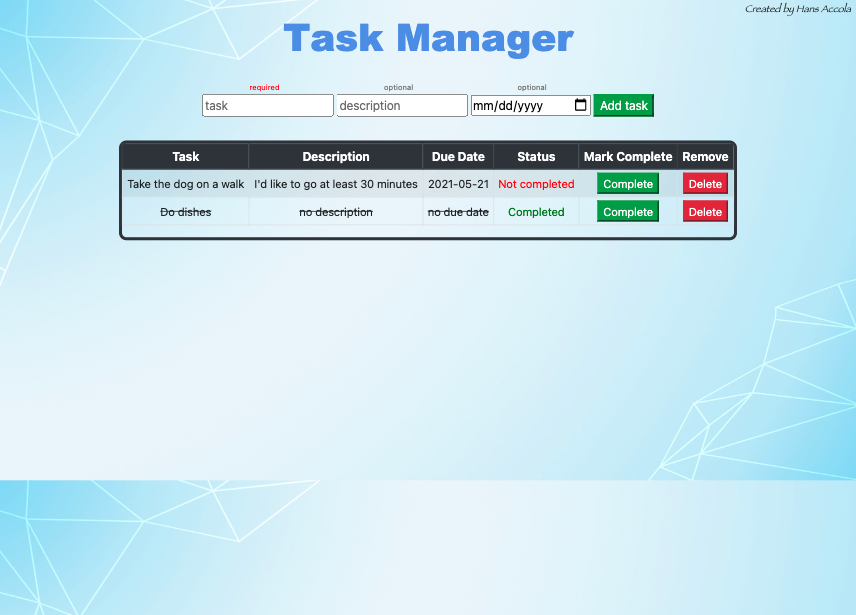 Created by Hans Accola
Task Manager
required optional optional
task description mm/dd/yyyy Add task
Task Description Due Date Status Mark Complete Remove
Take the dog on a walk I'd like to go at least 30 minutes 2021-05-21 Not completed Complete Delete
Do dishes no description no due date Completed Complete Delete